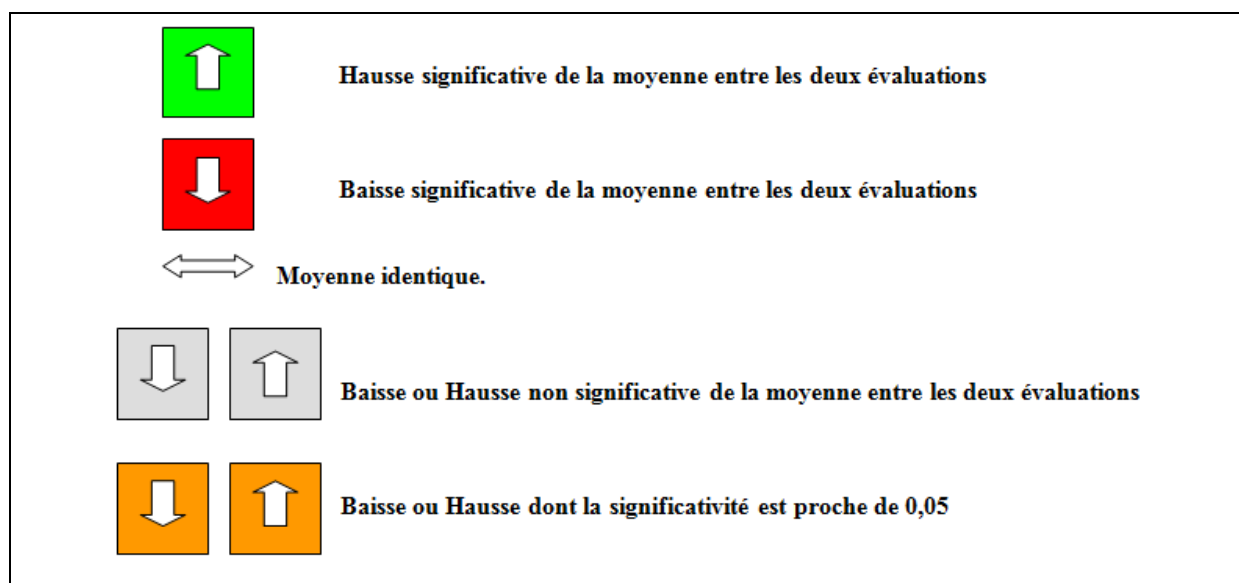 Hausse significative de la moyenne entre les deux évaluations
Baisse significative de la moyenne entre les deux évaluations
Moyenne identique.
Baisse ou Hausse non significative de la moyenne entre les deux évaluations
Baisse ou Hausse dont la significativité est proche de 0,05